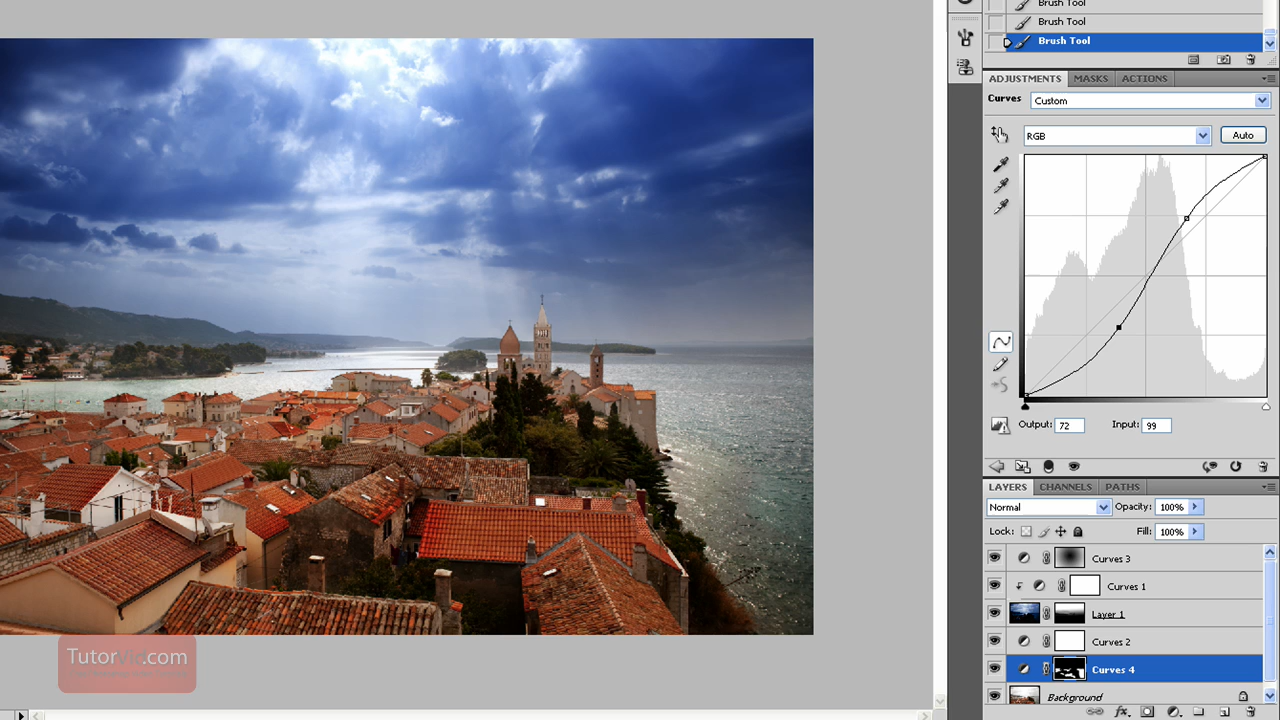 Brush Tool
Brush Tool
Brush Tool
ADJUSTMENTS MASKS ACTIONS
Curves Custom
RGB Auto
Output: 72 Input: 99
LAYERS CHANNELS PATHS
Normal Opacity: 100%
Lock: Fill: 100%
Curves 3
Curves 1
Layer 1
Curves 2
Curves 4
Background
fx
TutorVid.com